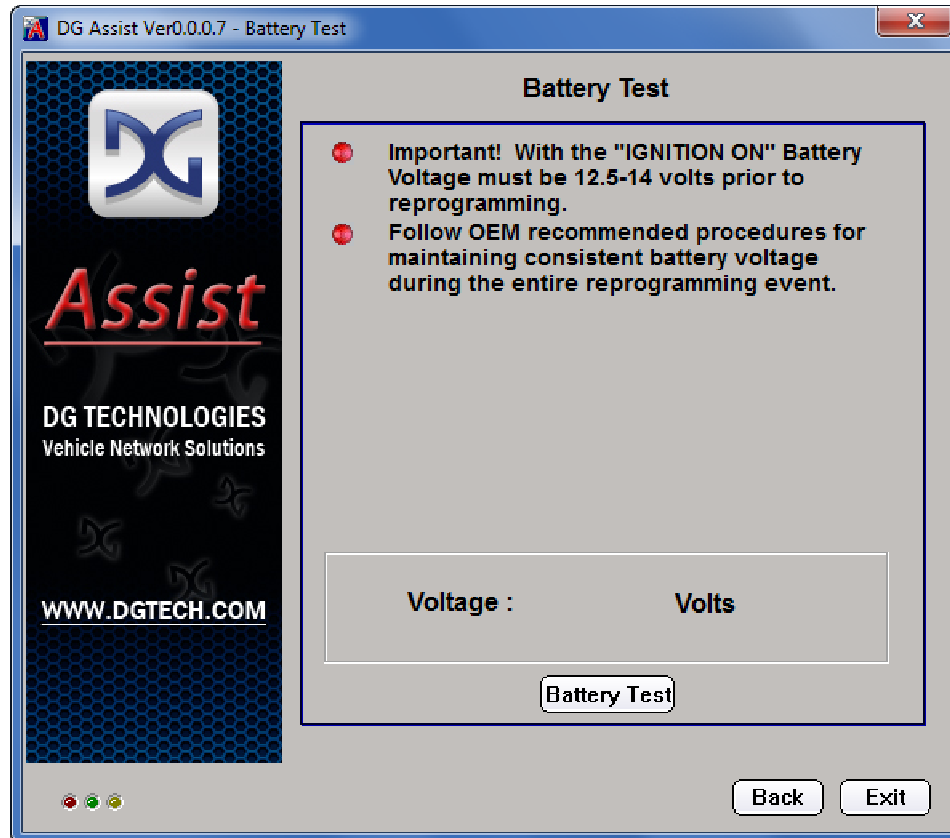 DG Assist Ver0.0.0.7 - Battery Test
x
DG
Assist
DG TECHNOLOGIES
Vehicle Network Solutions
WWW.DGTECH.COM
Battery Test
Important!  With the "IGNITION ON" Battery
Voltage must be 12.5-14 volts prior to
reprogramming.
Follow OEM recommended procedures for
maintaining consistent battery voltage
during the entire reprogramming event.
Voltage : Volts
Battery Test
Back Exit